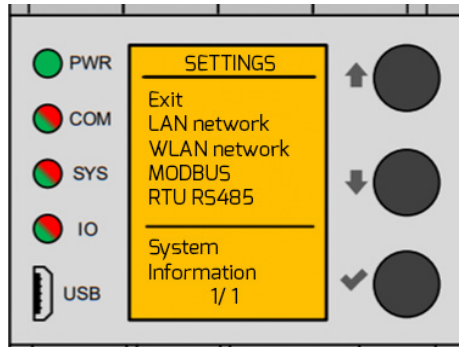 PWR
COM
SYS
IO
USB
SETTINGS
Exit
LAN network
WLAN network
MODBUS
RTU RS485
System
Information
1/ 1